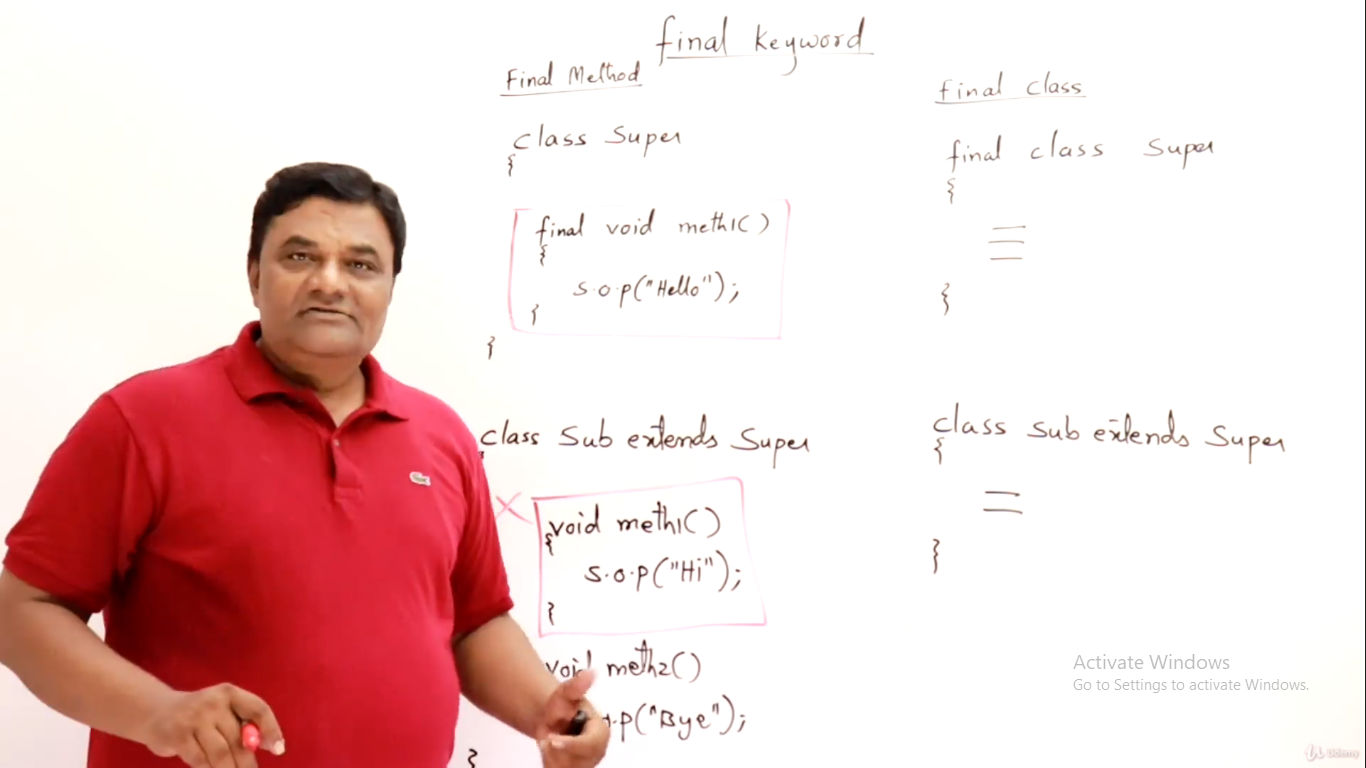 final keyword
Final Method
class Super
{
final void meth1()
{
S.o.p("Hello");
}
}
class Sub extends Super
{
void meth1()
{
S.o.p("Hi");
}
void meth2()
o.p("Bye");
}
final class
final class Super
{
}
class Sub extends Super
{
}
Activate Windows
Go to Settings to activate Windows.
Udemy